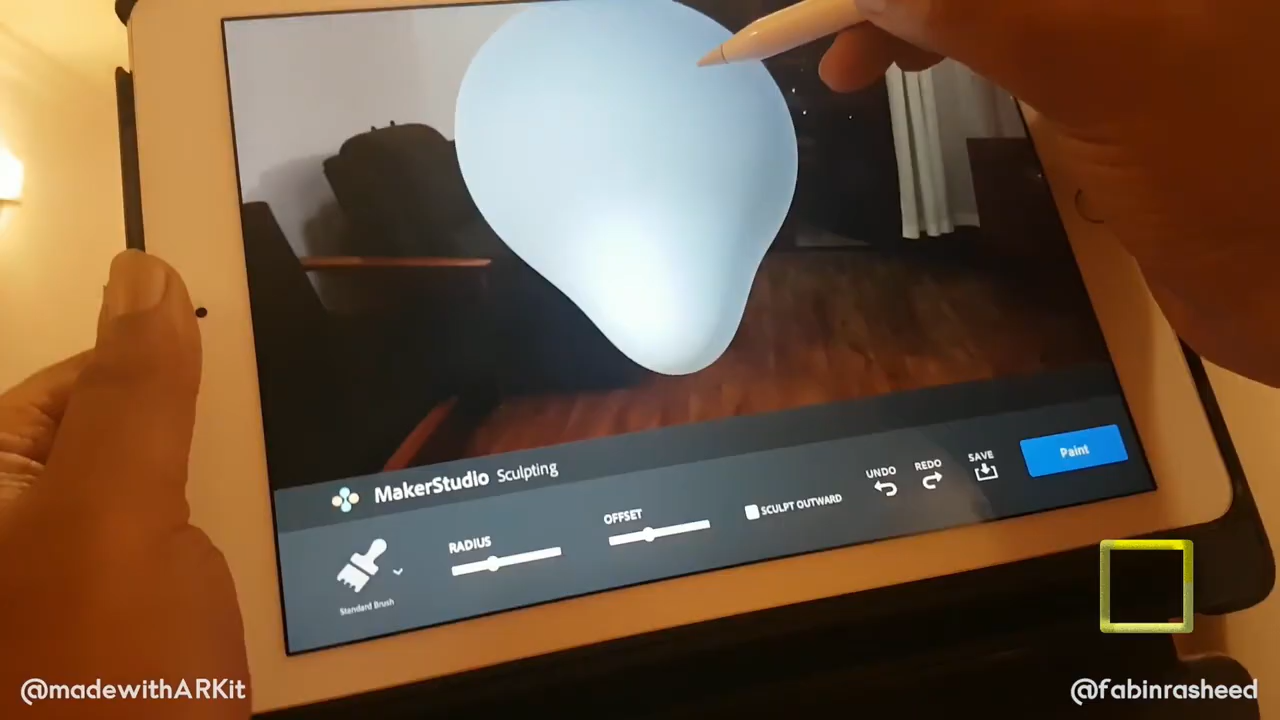 MakerStudio Sculpting
Standard Brush
RADIUS
OFFSET
SCULPT OUTWARD
UNDO
REDO
SAVE
Paint
@madewithARKit
@fabinrasheed